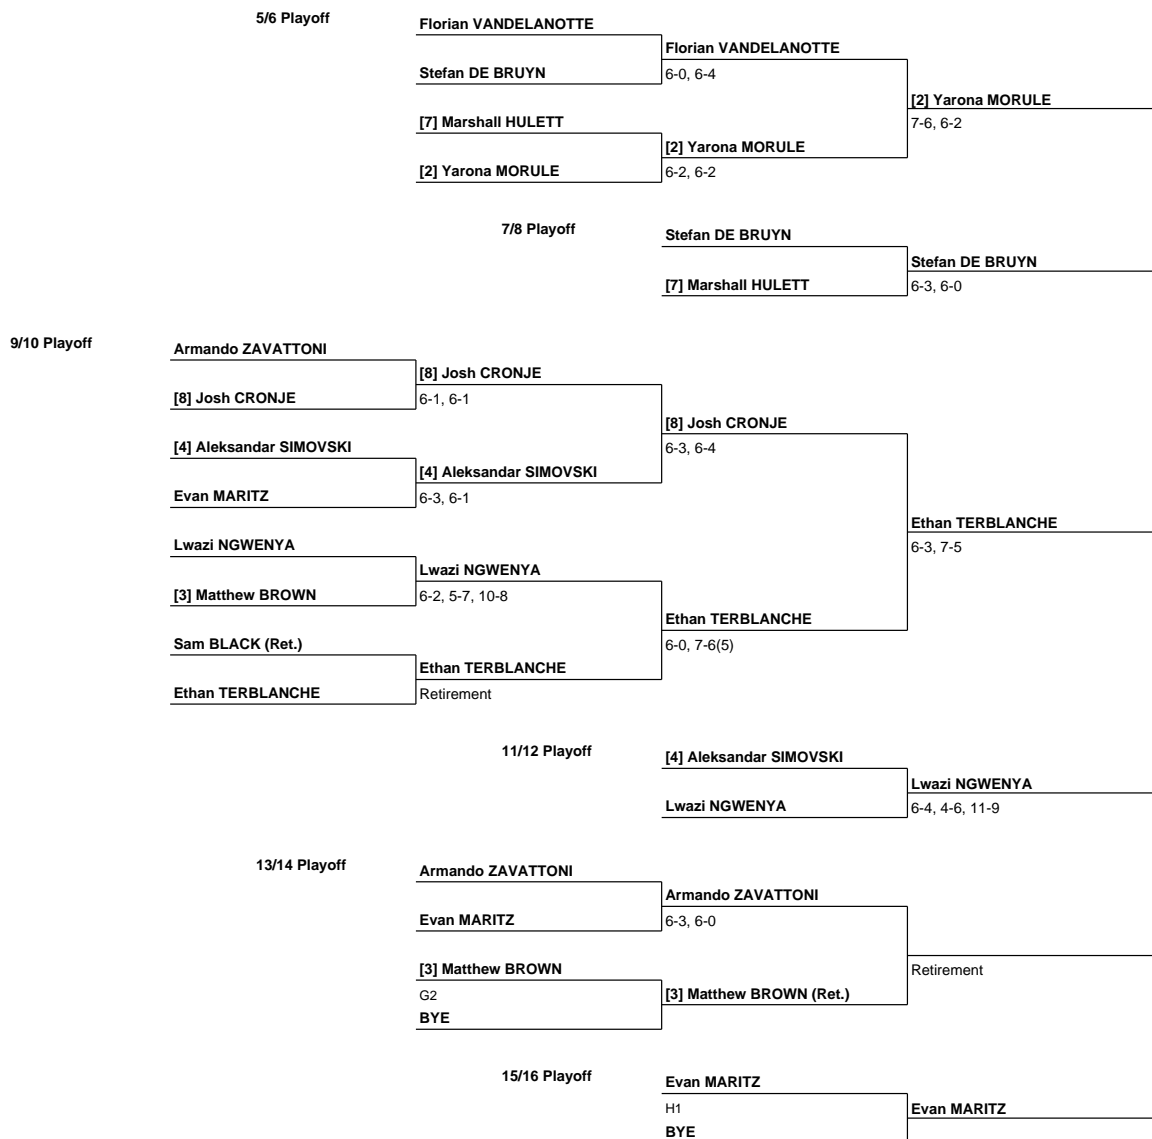 5/6 Playoff
Florian VANDELANOTTE
Florian VANDELANOTTE
Stefan DE BRUYN
6-0, 6-4
[2] Yarona MORULE
[7] Marshall HULETT
7-6, 6-2
[2] Yarona MORULE
[2] Yarona MORULE
6-2, 6-2
7/8 Playoff
Stefan DE BRUYN
Stefan DE BRUYN
[7] Marshall HULETT
6-3, 6-0
9/10 Playoff
Armando ZAVATTONI
[8] Josh CRONJE
[8] Josh CRONJE
6-1, 6-1
[8] Josh CRONJE
[4] Aleksandar SIMOVSKI
6-3, 6-4
[4] Aleksandar SIMOVSKI
Evan MARITZ
6-3, 6-1
Ethan TERBLANCHE
Lwazi NGWENYA
6-3, 7-5
Lwazi NGWENYA
[3] Matthew BROWN
6-2, 5-7, 10-8
Ethan TERBLANCHE
Sam BLACK (Ret.)
6-0, 7-6(5)
Ethan TERBLANCHE
Ethan TERBLANCHE
Retirement
11/12 Playoff
[4] Aleksandar SIMOVSKI
Lwazi NGWENYA
Lwazi NGWENYA
6-4, 4-6, 11-9
13/14 Playoff
Armando ZAVATTONI
Armando ZAVATTONI
Evan MARITZ
6-3, 6-0
[3] Matthew BROWN
Retirement
G2
[3] Matthew BROWN (Ret.)
BYE
15/16 Playoff
Evan MARITZ
H1
Evan MARITZ
BYE